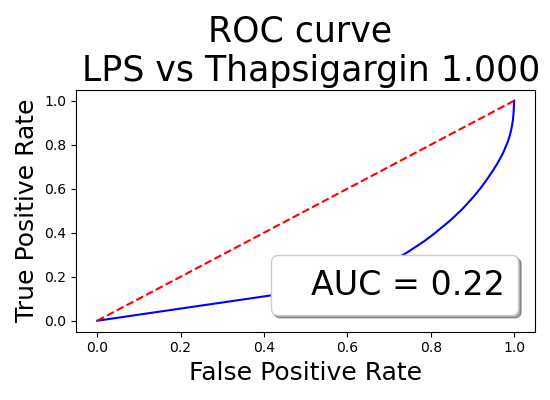 ROC curve
LPS vs Thapsigargin 1.000
True Positive Rate
1.0
0.8
0.6
0.4
0.2
0.0
AUC = 0.22
0.0 0.2 0.4 0.6 0.8 1.0
False Positive Rate